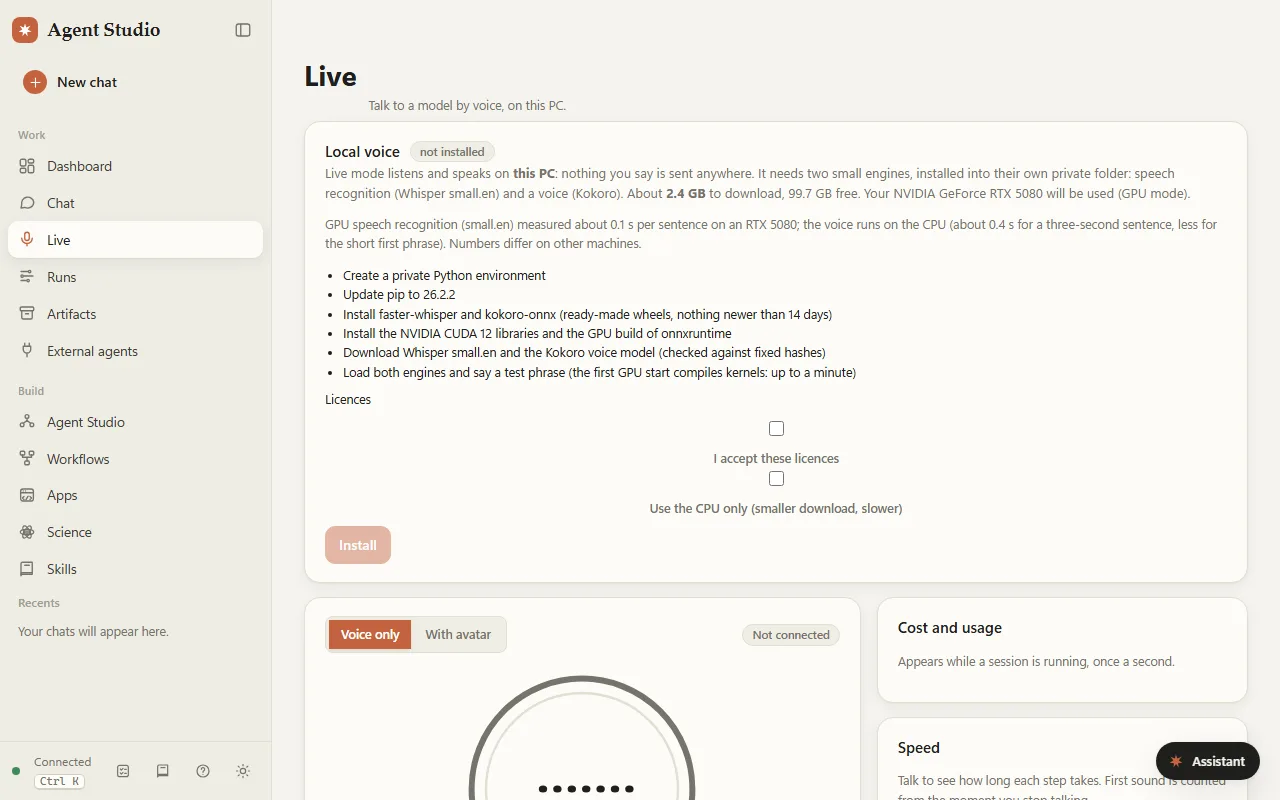 Agent Studio
New chat
Work
Dashboard
Chat
Live
Runs
Artifacts
External agents
Build
Agent Studio
Workflows
Apps
Science
Skills
Recents
Your chats will appear here.
Connected
Ctrl K
Live
Talk to a model by voice, on this PC.
Local voice not installed
Live mode listens and speaks on this PC: nothing you say is sent anywhere. It needs two small engines, installed into their own private folder: speech
recognition (Whisper small.en) and a voice (Kokoro). About 2.4 GB to download, 99.7 GB free. Your NVIDIA GeForce RTX 5080 will be used (GPU mode).
GPU speech recognition (small.en) measured about 0.1 s per sentence on an RTX 5080; the voice runs on the CPU (about 0.4 s for a three-second sentence, less for
the short first phrase). Numbers differ on other machines.
• Create a private Python environment
• Update pip to 26.2.2
• Install faster-whisper and kokoro-onnx (ready-made wheels, nothing newer than 14 days)
• Install the NVIDIA CUDA 12 libraries and the GPU build of onnxruntime
• Download Whisper small.en and the Kokoro voice model (checked against fixed hashes)
• Load both engines and say a test phrase (the first GPU start compiles kernels: up to a minute)
Licences
I accept these licences
Use the CPU only (smaller download, slower)
Install
Voice only With avatar Not connected
Cost and usage
Appears while a session is running, once a second.
Speed
Assistant
Talk to see how long each step takes. First sound is counted
from the moment you stop talking.